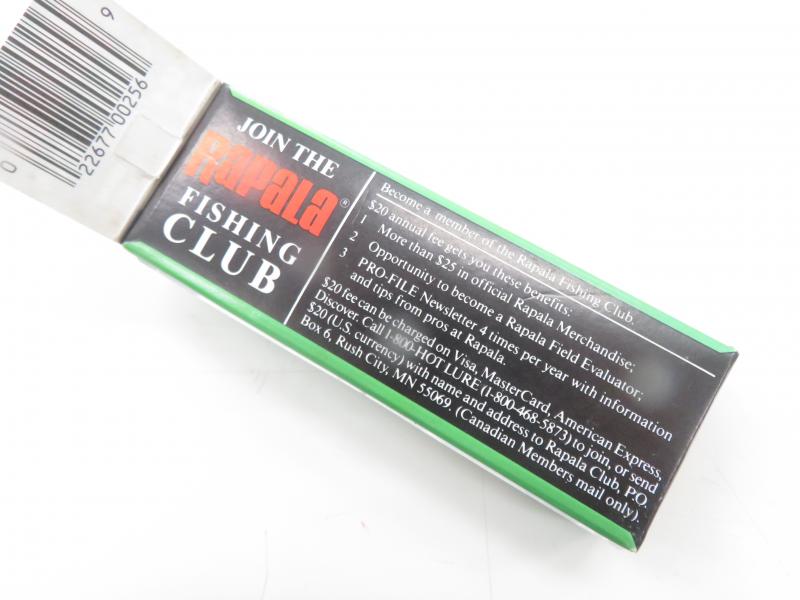 0 22677 00256 9
JOIN THE
Rapala®
FISHING
CLUB
Become a member of the Rapala Fishing Club.
$20 annual fee gets you these benefits:
1 More than $25 in official Rapala Merchandise;
2 Opportunity to become a Rapala Field Evaluator;
3 PRO-FILE Newsletter 4 times per year with information
and tips from pros at Rapala.
$20 fee can be charged on Visa, MasterCard, American Express,
Discover. Call 1-800-HOT LURE (1-800-468-5873) to join, or send
$20 (U.S. currency) with name and address to Rapala Club, P.O.
Box 6, Rush City, MN 55069. (Canadian Members mail only).